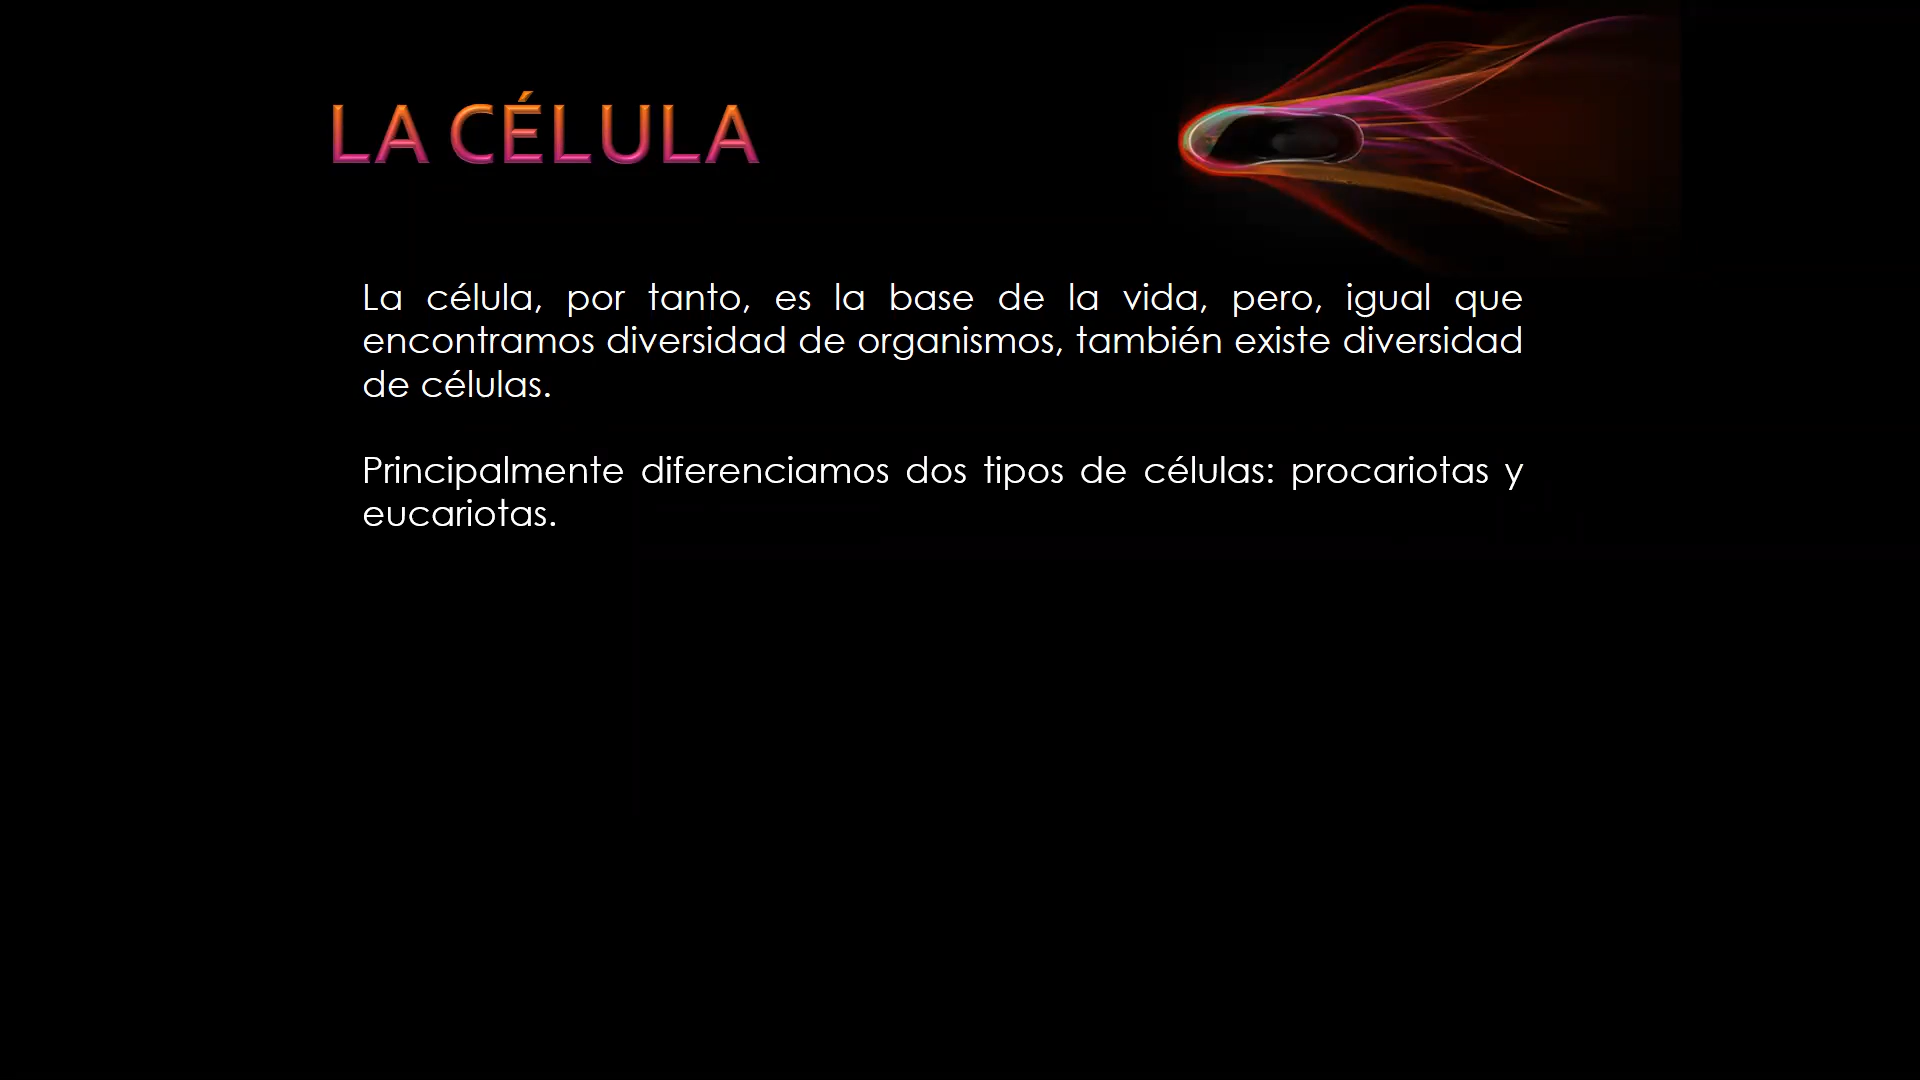 LA CÉLULA
La célula, por tanto, es la base de la vida, pero, igual que
encontramos diversidad de organismos, también existe diversidad
de células.
Principalmente diferenciamos dos tipos de células: procariotas y
eucariotas.